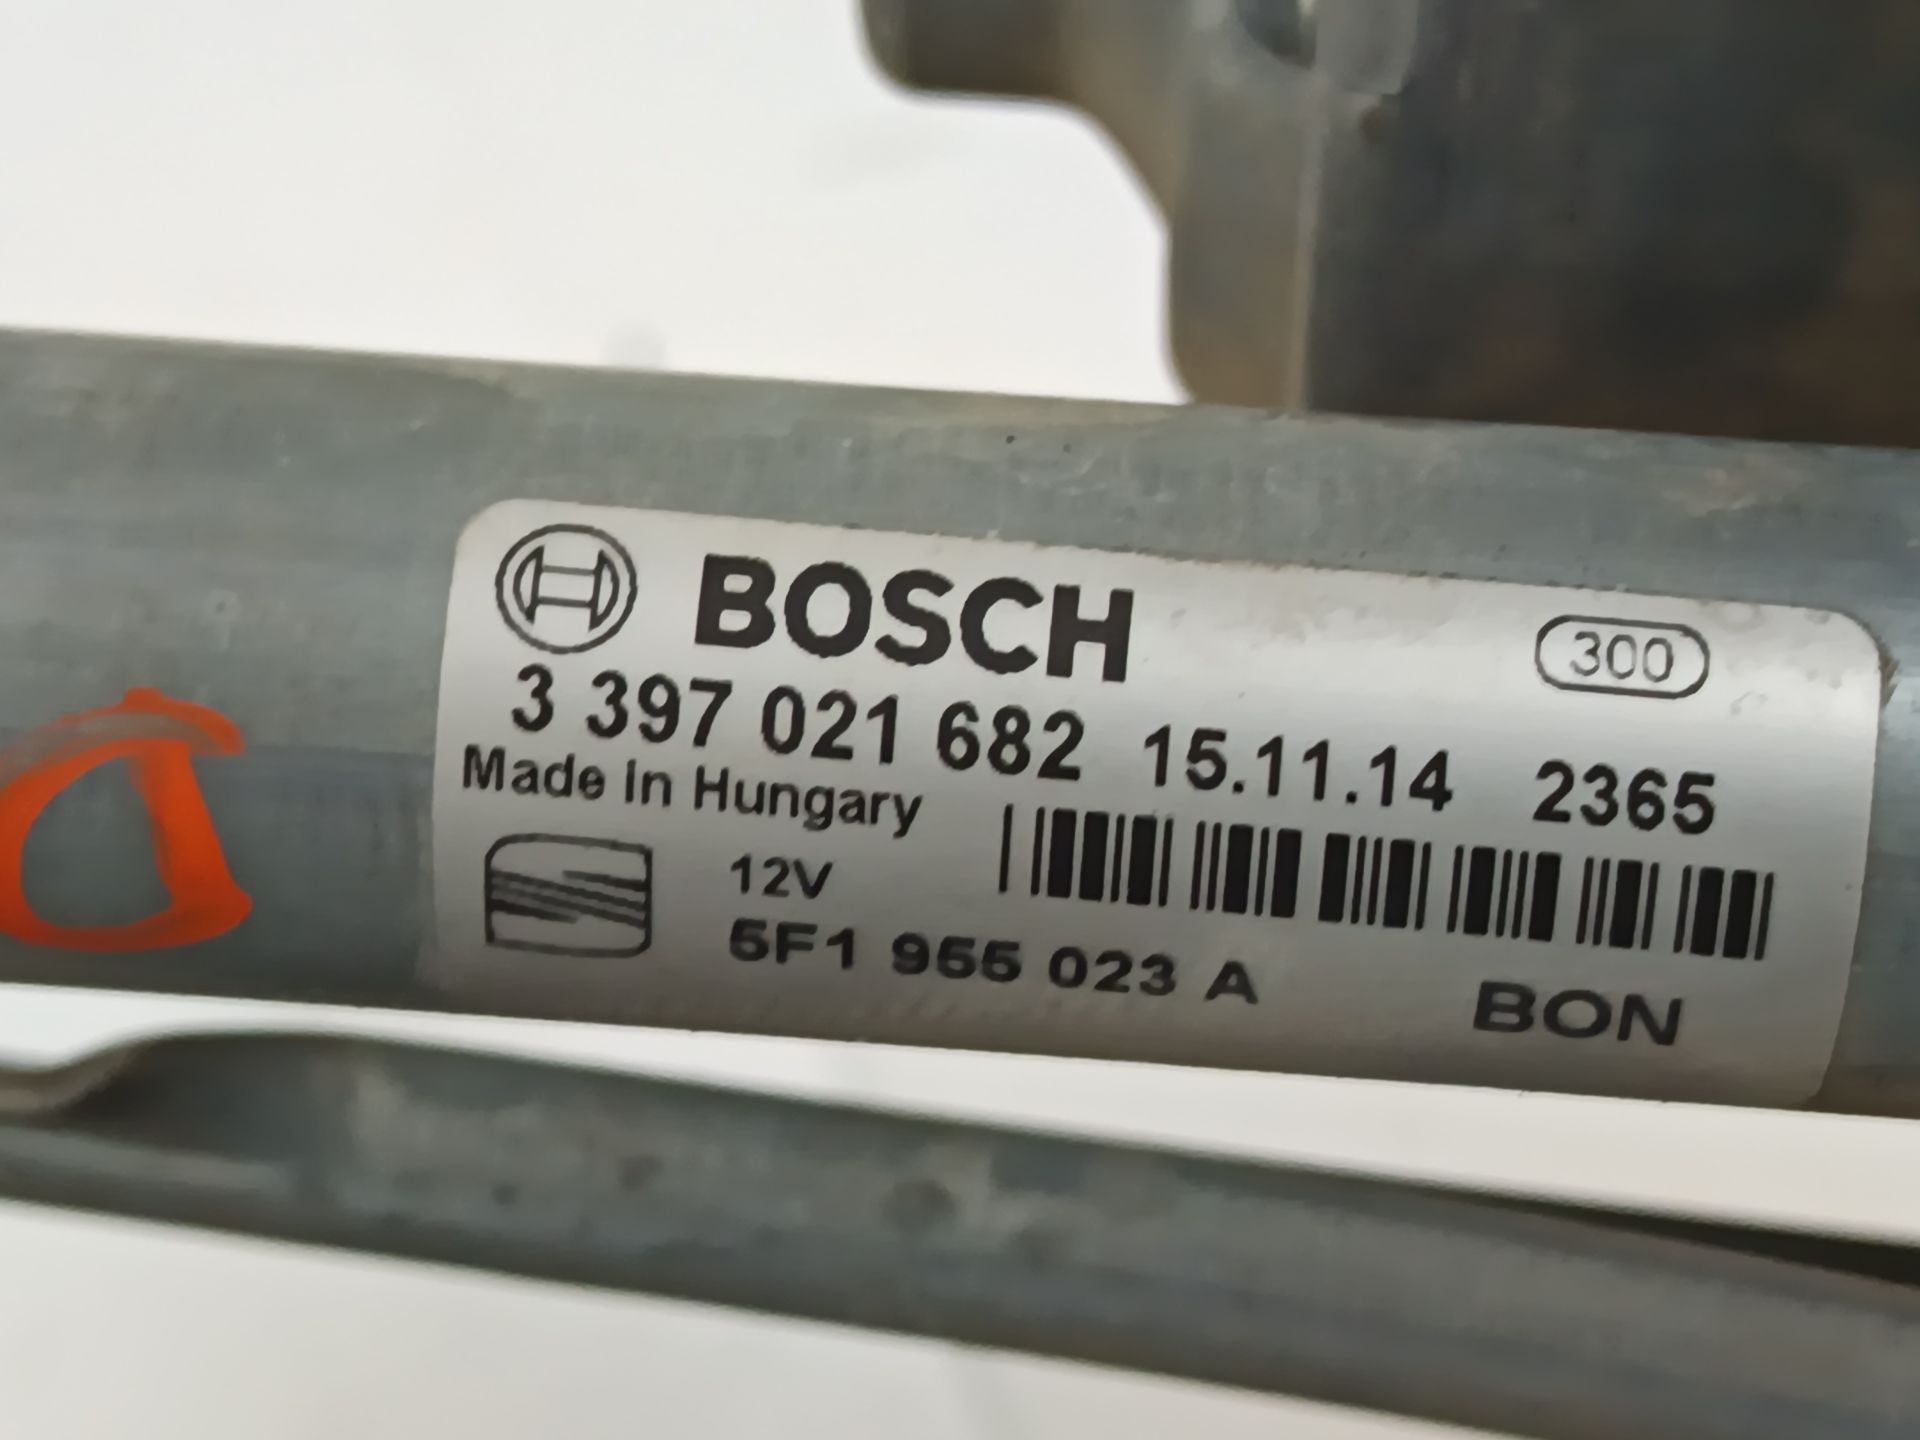 BOSCH 300
3 397 021 682 15.11.14 2365
Made in Hungary
12V
5F1 955 023 A
BON
D